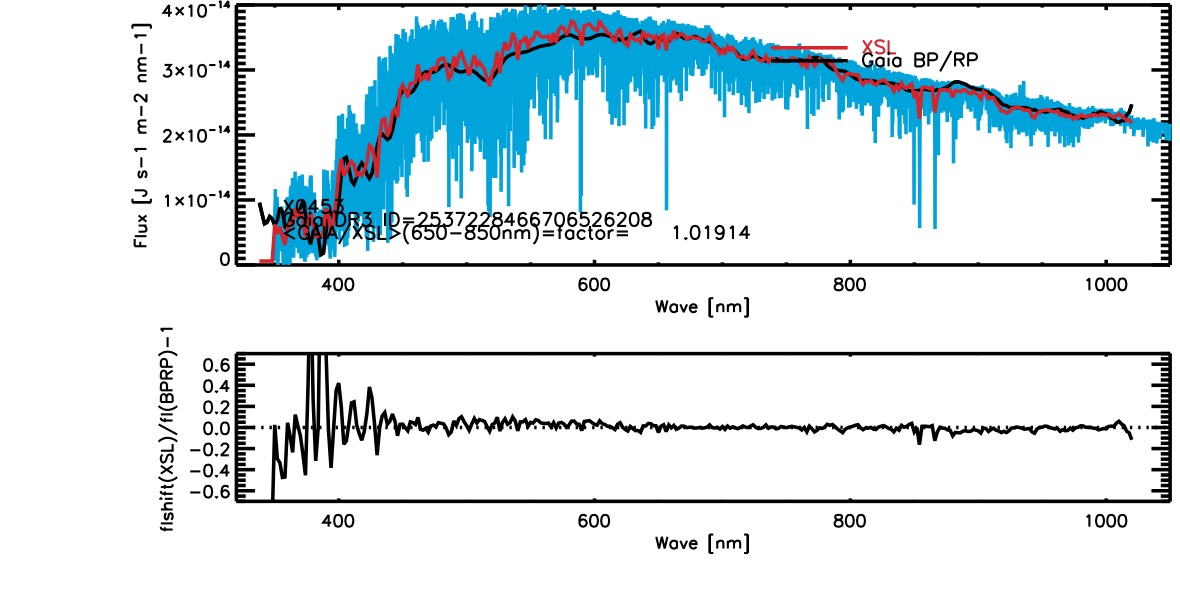 4×10−14
3×10−14
2×10−14
1×10−14
0
Flux [J s−1 m−2 nm−1]
XSL
Gaia BP/RP
X0453
Gaia DR3 ID=2537228466706526208
<GAIA/XSL>(650−850nm)=factor= 1.01914
400 600 800 1000
Wave [nm]
flshift(XSL)/fl(BPRP)−1
0.6
0.4
0.2
0.0
−0.2
−0.4
−0.6
400 600 800 1000
Wave [nm]